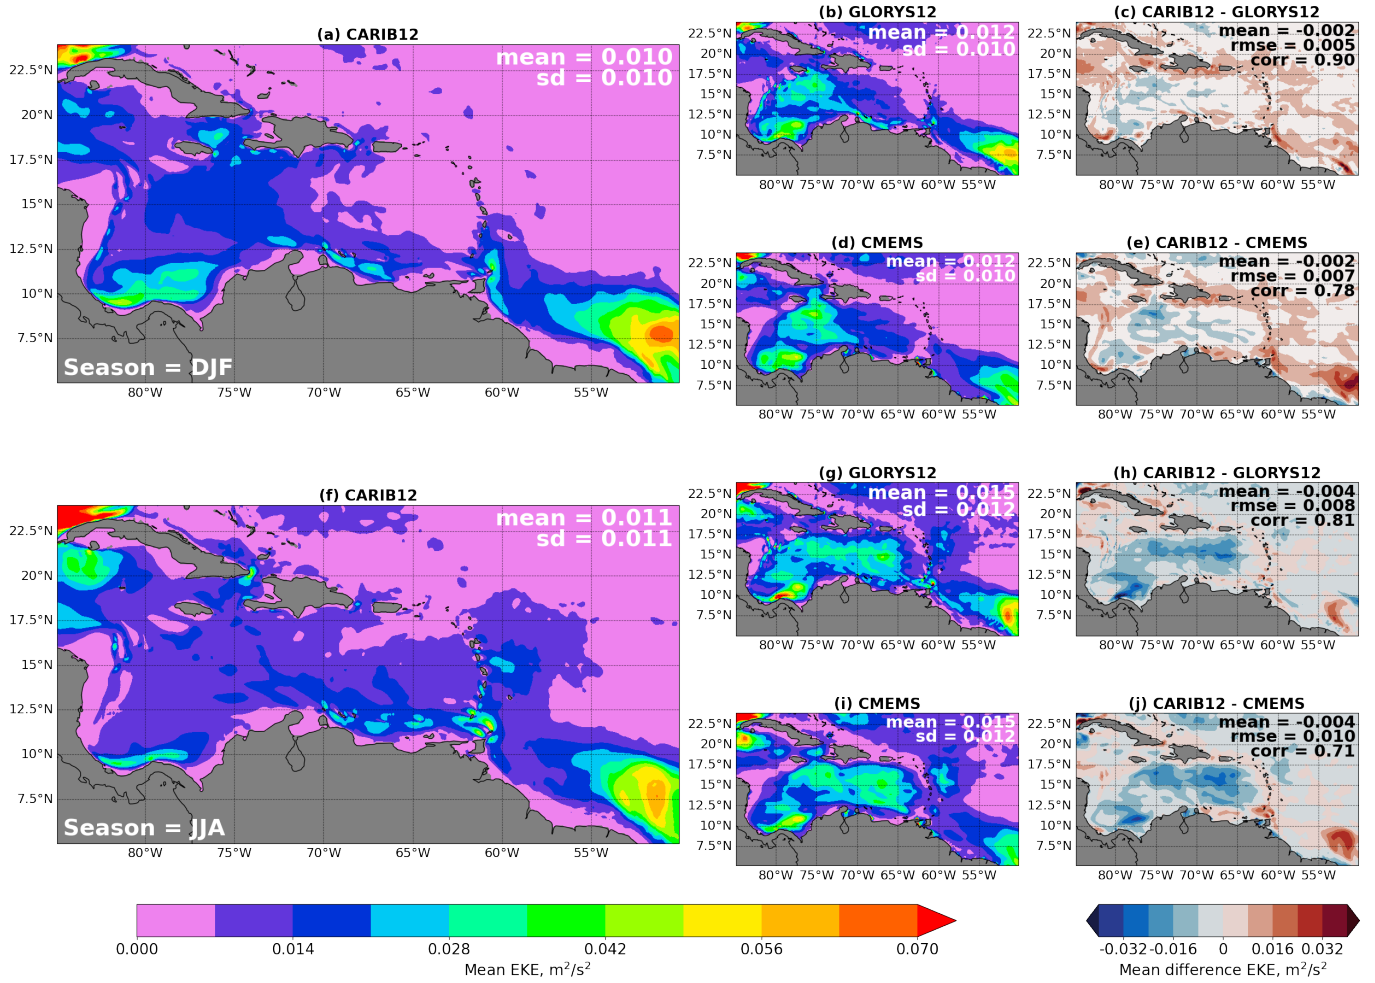 (a) CARIB12
mean = 0.010
sd = 0.010
22.5°N
20°N
17.5°N
15°N
12.5°N
10°N
7.5°N
Season = DJF
80°W 75°W 70°W 65°W 60°W 55°W
(b) GLORYS12
mean = 0.012
sd = 0.010
22.5°N
20°N
17.5°N
15°N
12.5°N
10°N
7.5°N
80°W 75°W 70°W 65°W 60°W 55°W
(c) CARIB12 - GLORYS12
mean = -0.002
rmse = 0.005
corr = 0.90
22.5°N
20°N
17.5°N
15°N
12.5°N
10°N
7.5°N
80°W 75°W 70°W 65°W 60°W 55°W
(d) CMEMS
mean = 0.012
sd = 0.010
22.5°N
20°N
17.5°N
15°N
12.5°N
10°N
7.5°N
80°W 75°W 70°W 65°W 60°W 55°W
(e) CARIB12 - CMEMS
mean = -0.002
rmse = 0.007
corr = 0.78
22.5°N
20°N
17.5°N
15°N
12.5°N
10°N
7.5°N
80°W 75°W 70°W 65°W 60°W 55°W
(f) CARIB12
mean = 0.011
sd = 0.011
22.5°N
20°N
17.5°N
15°N
12.5°N
10°N
7.5°N
Season = JJA
80°W 75°W 70°W 65°W 60°W 55°W
(g) GLORYS12
mean = 0.015
sd = 0.012
22.5°N
20°N
17.5°N
15°N
12.5°N
10°N
7.5°N
80°W 75°W 70°W 65°W 60°W 55°W
(h) CARIB12 - GLORYS12
mean = -0.004
rmse = 0.008
corr = 0.81
22.5°N
20°N
17.5°N
15°N
12.5°N
10°N
7.5°N
80°W 75°W 70°W 65°W 60°W 55°W
(i) CMEMS
mean = 0.015
sd = 0.012
22.5°N
20°N
17.5°N
15°N
12.5°N
10°N
7.5°N
80°W 75°W 70°W 65°W 60°W 55°W
(j) CARIB12 - CMEMS
mean = -0.004
rmse = 0.010
corr = 0.71
22.5°N
20°N
17.5°N
15°N
12.5°N
10°N
7.5°N
80°W 75°W 70°W 65°W 60°W 55°W
0.000 0.014 0.028 0.042 0.056 0.070
Mean EKE, m²/s²
-0.032 -0.016 0 0.016 0.032
Mean difference EKE, m²/s²